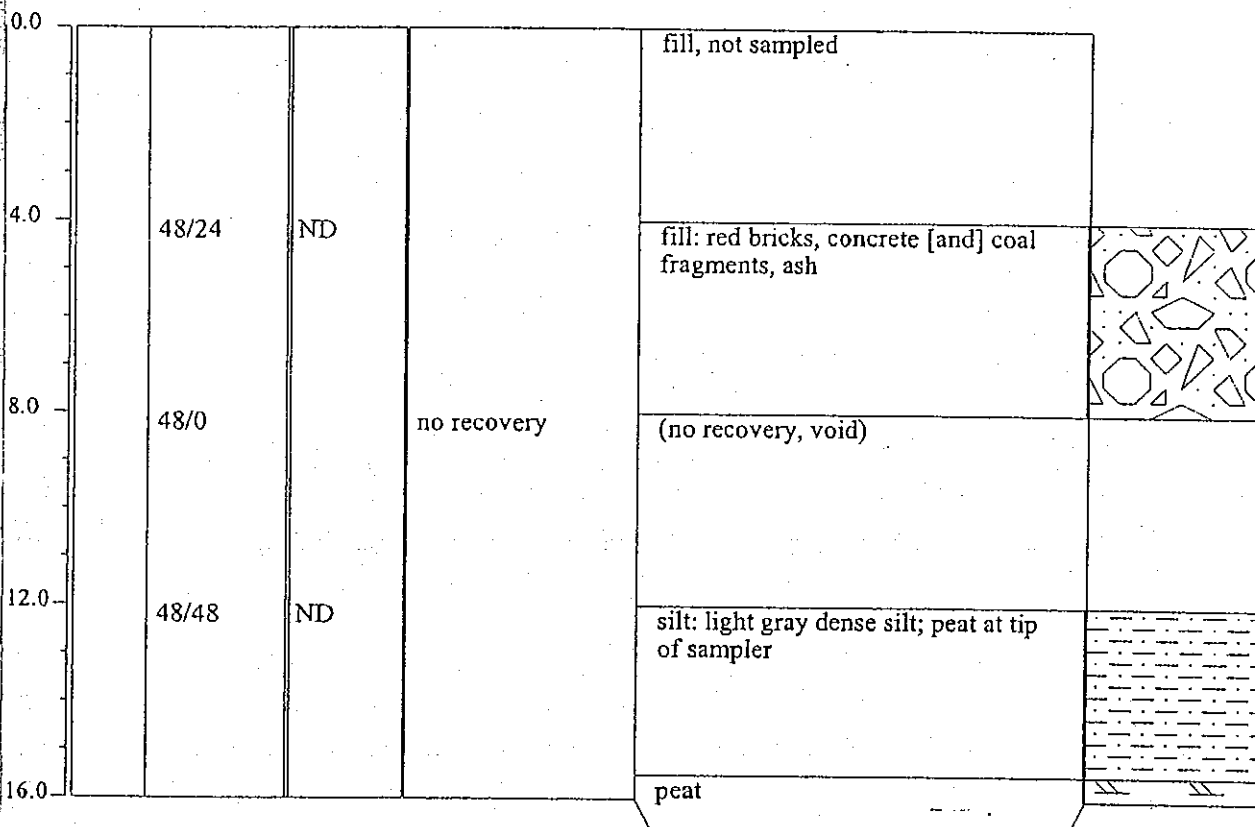 0.0
fill, not sampled
4.0
48/24 ND
fill: red bricks, concrete [and] coal
fragments, ash
8.0
48/0 no recovery (no recovery, void)
12.0
48/48 ND
silt: light gray dense silt; peat at tip
of sampler
16.0
peat